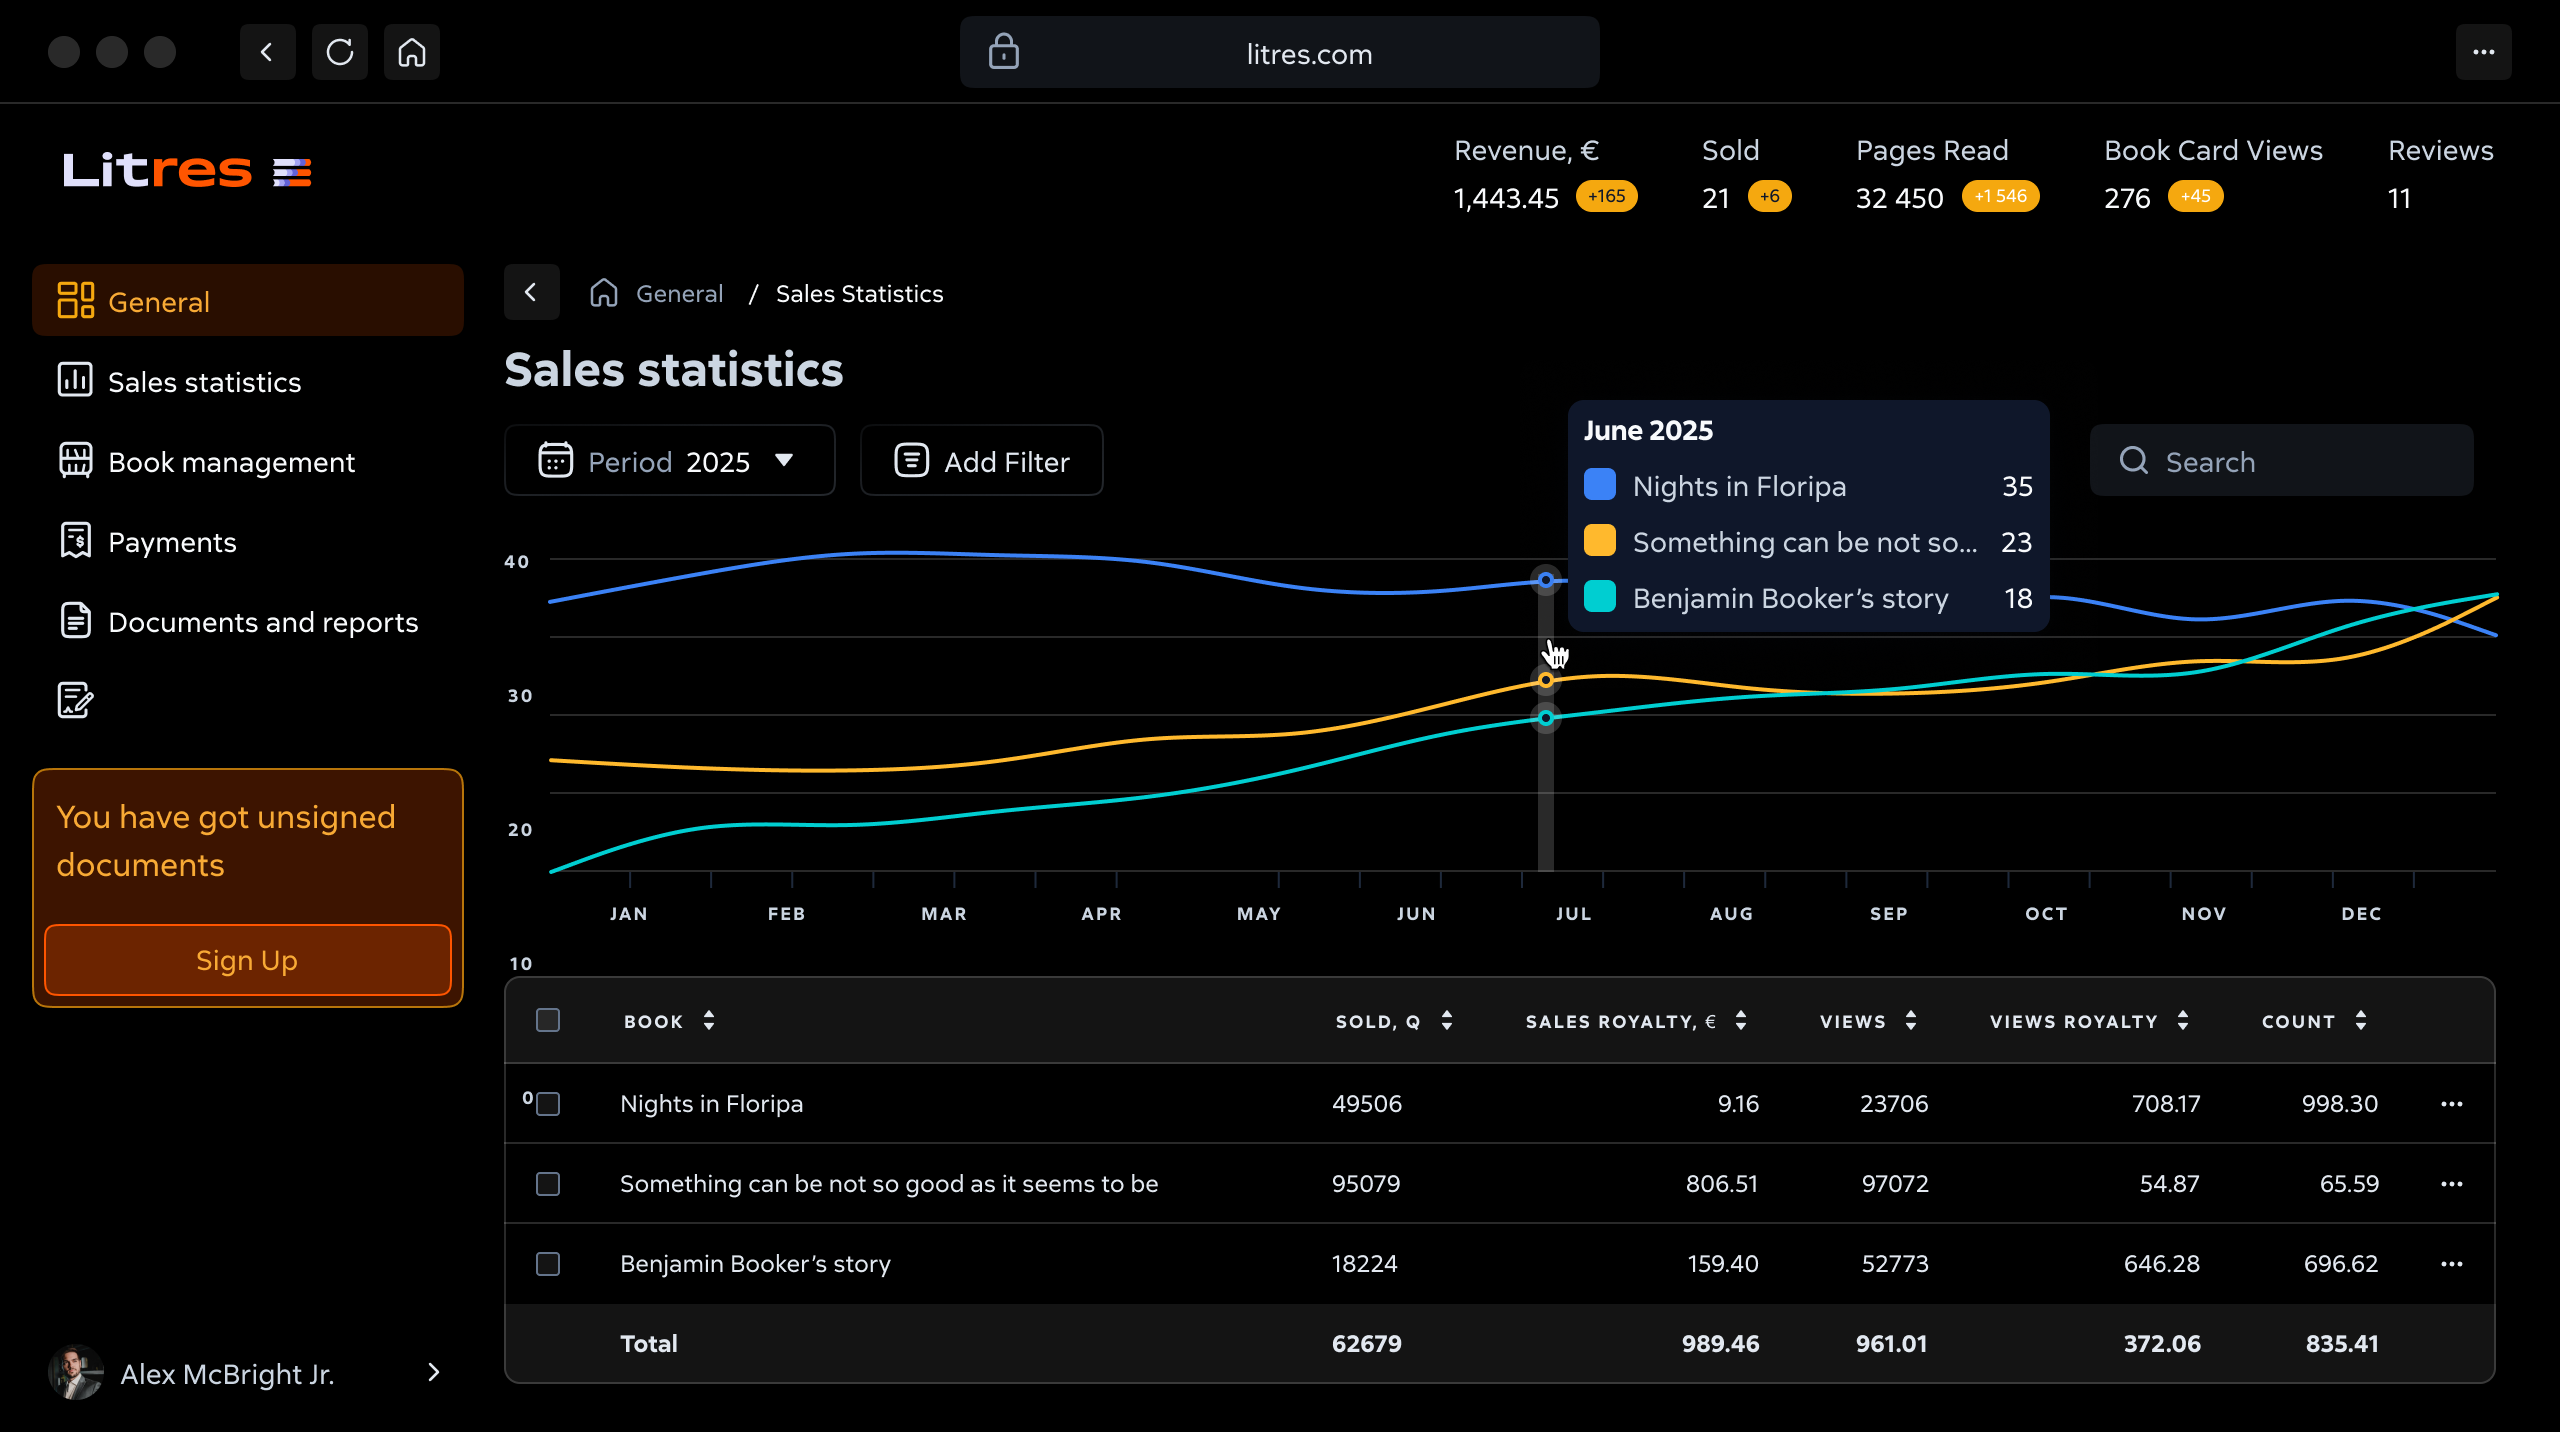 litres.com
Litres
Revenue, € Sold Pages Read Book Card Views Reviews
1,443.45 +165 21 +6 32 450 +1 546 276 +45 11
General
Sales statistics
Book management
Payments
Documents and reports
You have got unsigned
documents
Sign Up
Alex McBright Jr.
General / Sales Statistics
Sales statistics
Period 2025
Add Filter
Search
June 2025
Nights in Floripa 35
Something can be not so... 23
Benjamin Booker’s story 18
40
30
20
10
0
JAN FEB MAR APR MAY JUN JUL AUG SEP OCT NOV DEC
BOOK SOLD, Q SALES ROYALTY, € VIEWS VIEWS ROYALTY COUNT
Nights in Floripa 49506 9.16 23706 708.17 998.30
Something can be not so good as it seems to be 95079 806.51 97072 54.87 65.59
Benjamin Booker’s story 18224 159.40 52773 646.28 696.62
Total 62679 989.46 961.01 372.06 835.41